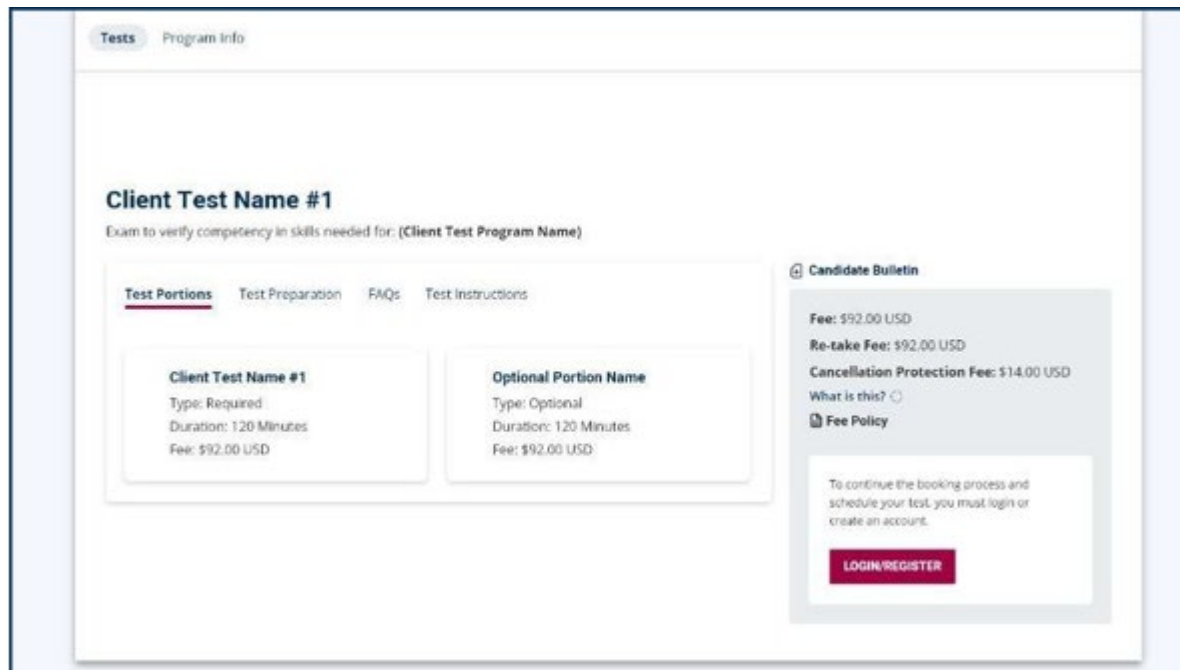 Tests Program Info
Client Test Name #1
Exam to verify competency in skills needed for: (Client Test Program Name)
Test Portions Test Preparation FAQs Test Instructions
Client Test Name #1
Type: Required
Duration: 120 Minutes
Fee: $92.00 USD
Optional Portion Name
Type: Optional
Duration: 120 Minutes
Fee: $92.00 USD
Candidate Bulletin
Fee: $92.00 USD
Re-take Fee: $92.00 USD
Cancellation Protection Fee: $14.00 USD
What is this?
Fee Policy
To continue the booking process and
schedule your test, you must login or
create an account.
LOGIN/REGISTER